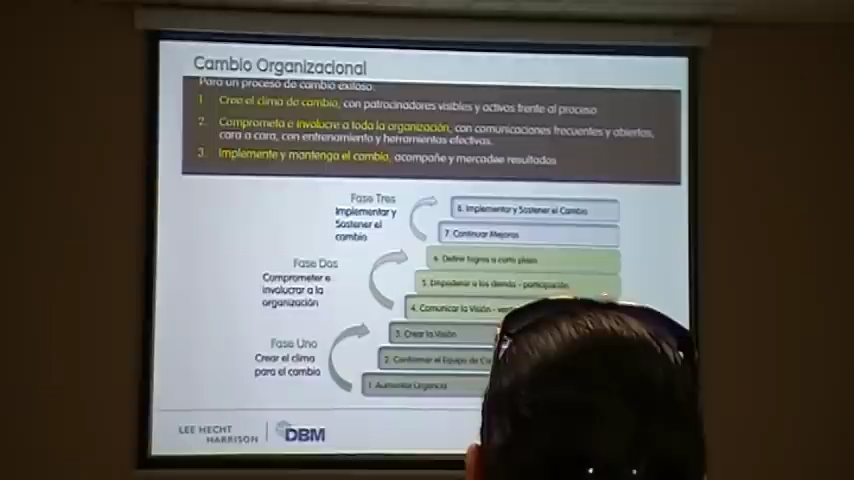 Cambio Organizacional
Para un proceso de cambio exitoso:
1. Cree el clima de cambio, con patrocinadores visibles y activos frente al proceso
2. Comprometa e involucre a toda la organización, con comunicaciones frecuentes y abiertas,
cara a cara, con entrenamiento y herramientas efectivas.
3. Implemente y mantenga el cambio, acompañe y mercadee resultados
Fase Tres
Implementar y
Sostener el
cambio
8. Implementar y Sostener el Cambio
7. Continuar Mejoras
Fase Dos
Comprometer e
involucrar a la
organización
6. Definir logros a corto plazo
5. Empoderar a los demás - participación
4. Comunicar la Visión -
Fase Uno
Crear el clima
para el cambio
3. Crear la Visión
2. Conformar el Equipo de
1. Aumentar Urgencia
LEE HECHT
HARRISON
DBM